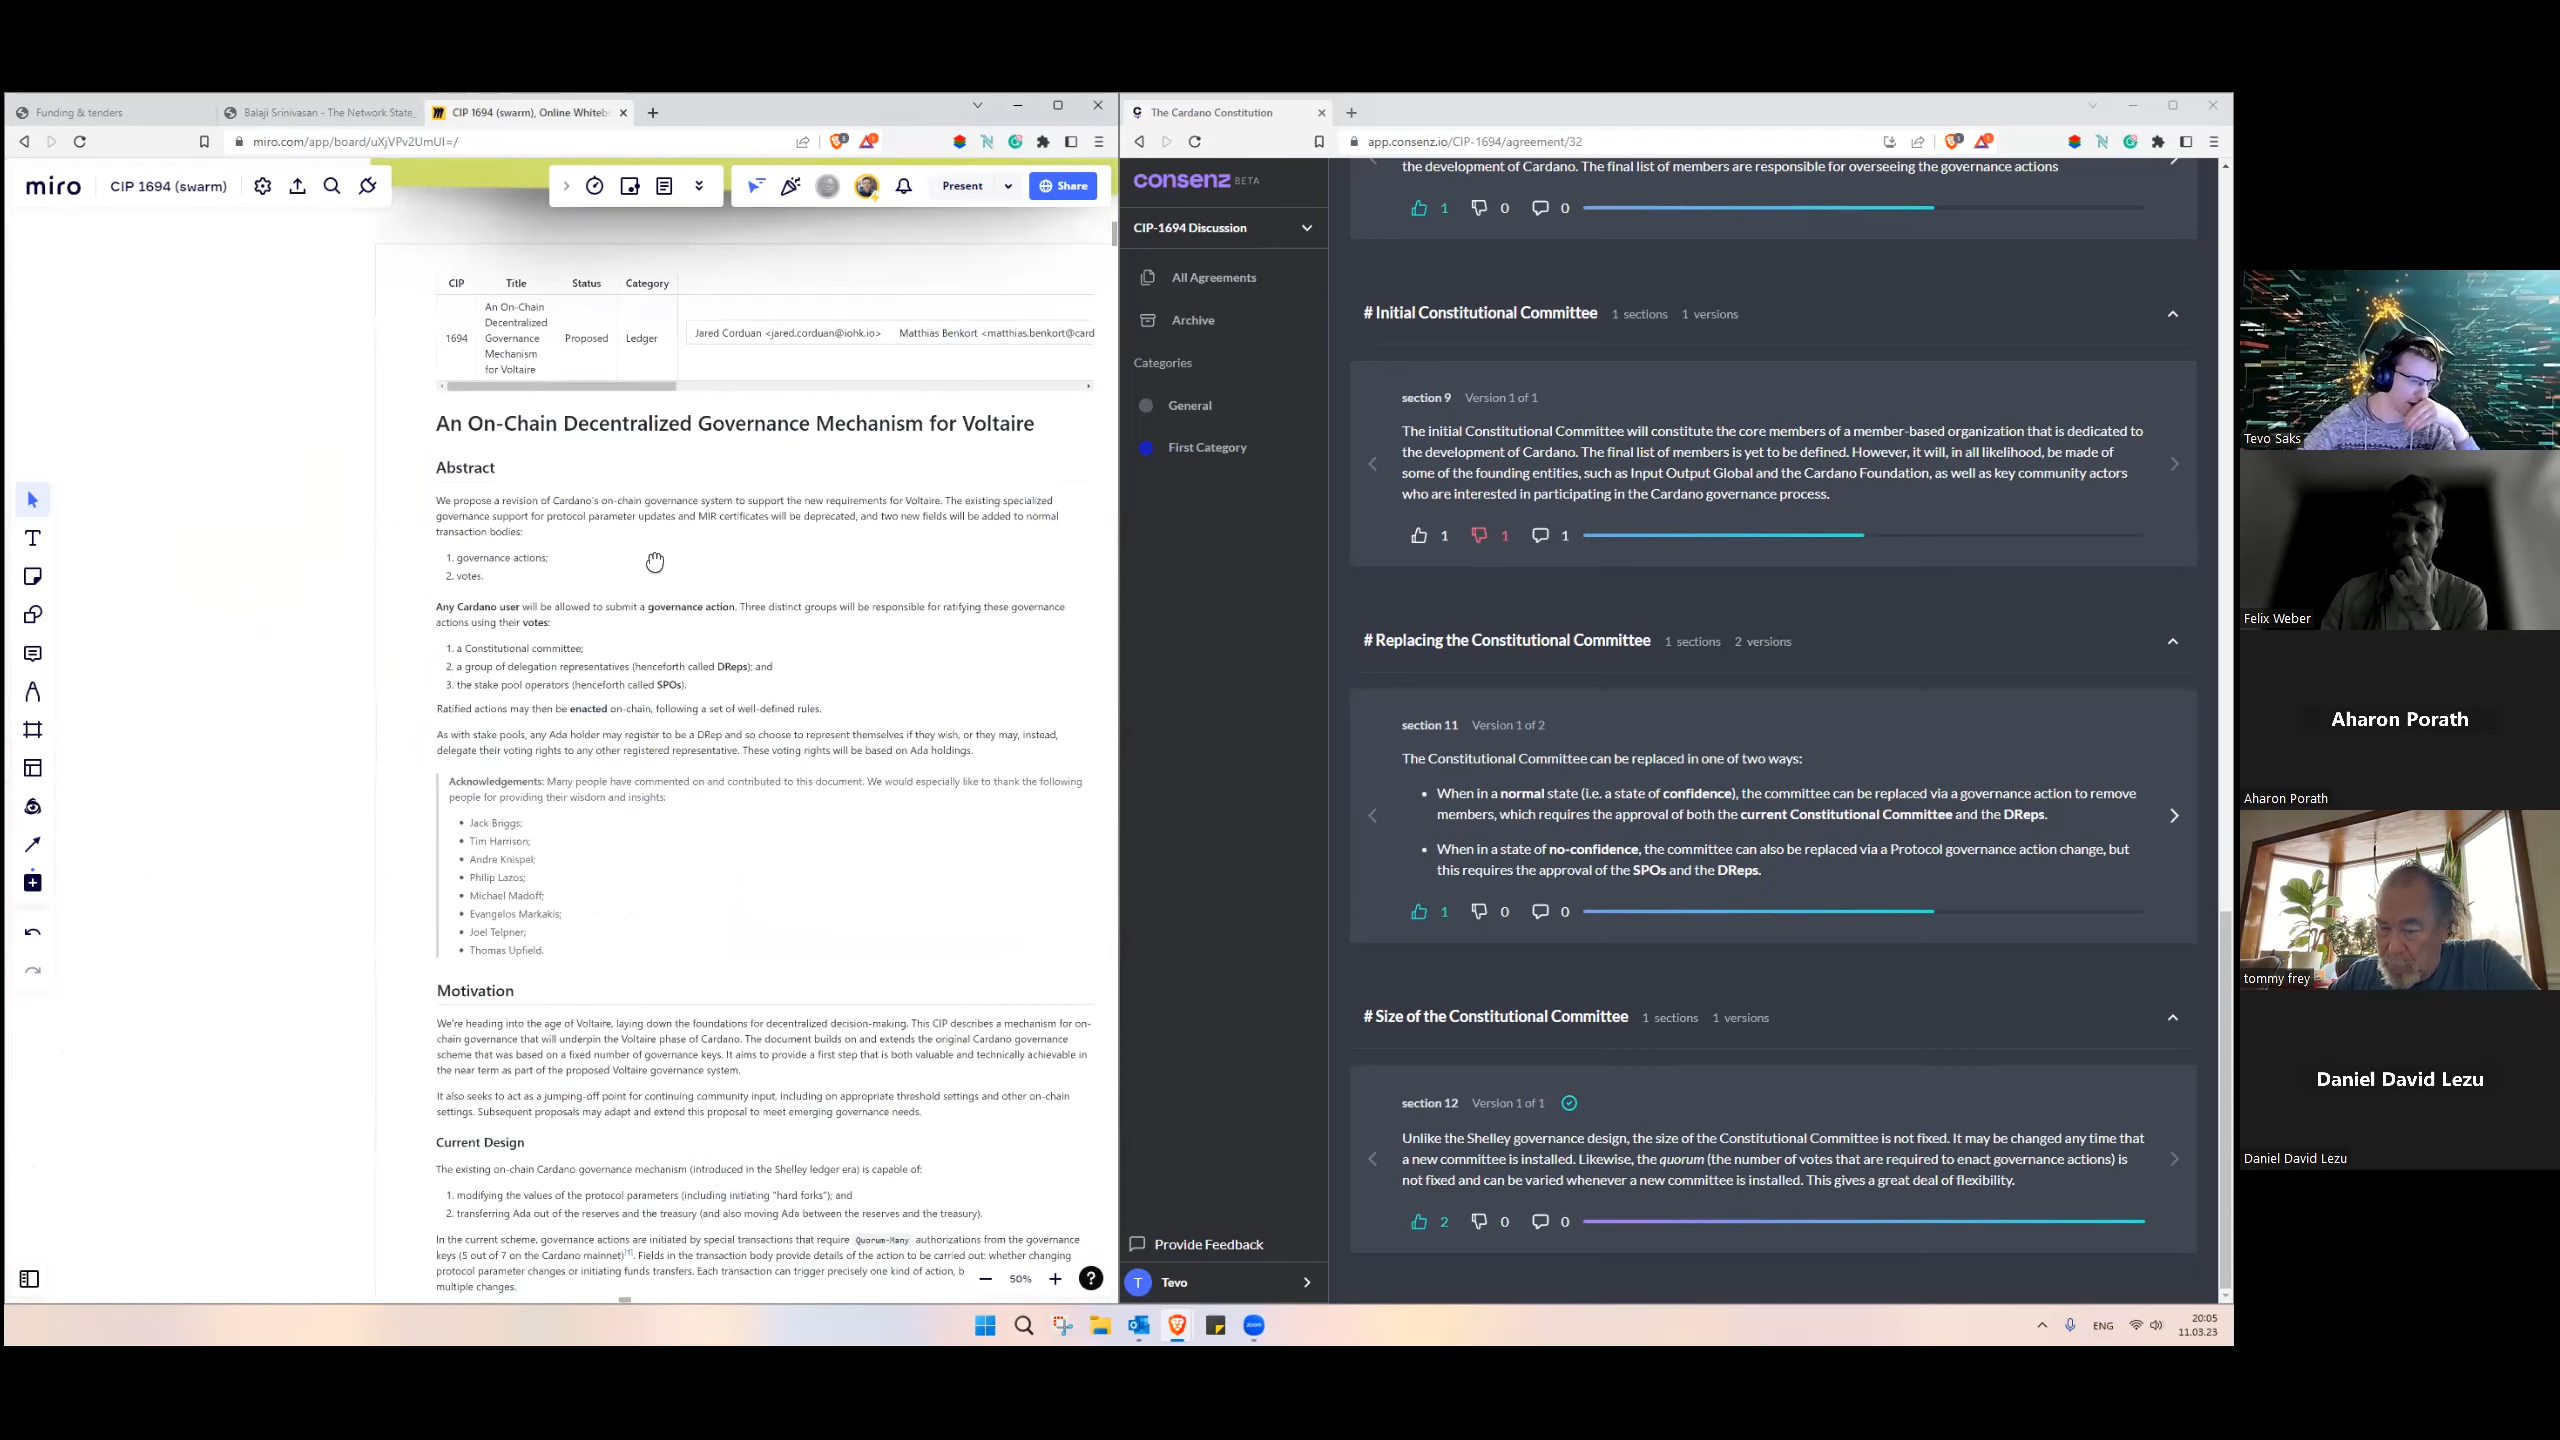 Funding & tenders
Balaji Srinivasan - The Network State,
CIP 1694 (swarm), Online Whiteb
miro.com/app/board/uXjVPv2UmUI=/
miro
CIP 1694 (swarm)
Present
Share
CIP Title Status Category
1694
An On-Chain
Decentralized
Governance
Mechanism
for Voltaire
Proposed
Ledger
Jared Corduan <jared.corduan@iohk.io> Matthias Benkort <matthias.benkort@card
An On-Chain Decentralized Governance Mechanism for Voltaire
Abstract
We propose a revision of Cardano's on-chain governance system to support the new requirements for Voltaire. The existing specialized
governance support for protocol parameter updates and MIR certificates will be deprecated, and two new fields will be added to normal
transaction bodies:
1. governance actions;
2. votes.
Any Cardano user will be allowed to submit a governance action. Three distinct groups will be responsible for ratifying these governance
actions using their votes:
1. a Constitutional committee;
2. a group of delegation representatives (henceforth called DReps); and
3. the stake pool operators (henceforth called SPOs).
Ratified actions may then be enacted on-chain, following a set of well-defined rules.
As with stake pools, any Ada holder may register to be a DRep and so choose to represent themselves if they wish, or they may, instead,
delegate their voting rights to any other registered representative. These voting rights will be based on Ada holdings.
Acknowledgements: Many people have commented on and contributed to this document. We would especially like to thank the following
people for providing their wisdom and insights:
• Jack Briggs;
• Tim Harrison;
• Andre Knispel;
• Philip Lazos;
• Michael Madoff;
• Evangelos Markakis;
• Joel Telpner;
• Thomas Upfield.
Motivation
We're heading into the age of Voltaire, laying down the foundations for decentralized decision-making. This CIP describes a mechanism for on-
chain governance that will underpin the Voltaire phase of Cardano. The document builds on and extends the original Cardano governance
scheme that was based on a fixed number of governance keys. It aims to provide a first step that is both valuable and technically achievable in
the near term as part of the proposed Voltaire governance system.
It also seeks to act as a jumping-off point for continuing community input, including on appropriate threshold settings and other on-chain
settings. Subsequent proposals may adapt and extend this proposal to meet emerging governance needs.
Current Design
The existing on-chain Cardano governance mechanism (introduced in the Shelley ledger era) is capable of:
1. modifying the values of the protocol parameters (including initiating "hard forks"); and
2. transferring Ada out of the reserves and the treasury (and also moving Ada between the reserves and the treasury).
In the current scheme, governance actions are initiated by special transactions that require Quorum-Many authorizations from the governance
keys (5 out of 7 on the Cardano mainnet)[1]. Fields in the transaction body provide details of the action to be carried out: whether changing
protocol parameter changes or initiating funds transfers. Each transaction can trigger precisely one kind of action, b
multiple changes.
50%
The Cardano Constitution
app.consenz.io/CIP-1694/agreement/32
consenz BETA
CIP-1694 Discussion
All Agreements
Archive
Categories
General
First Category
Provide Feedback
T Tevo
the development of Cardano. The final list of members are responsible for overseeing the governance actions
1 0 0
# Initial Constitutional Committee 1 sections 1 versions
section 9 Version 1 of 1
The initial Constitutional Committee will constitute the core members of a member-based organization that is dedicated to
the development of Cardano. The final list of members is yet to be defined. However, it will, in all likelihood, be made of
some of the founding entities, such as Input Output Global and the Cardano Foundation, as well as key community actors
who are interested in participating in the Cardano governance process.
1 1 1
# Replacing the Constitutional Committee 1 sections 2 versions
section 11 Version 1 of 2
The Constitutional Committee can be replaced in one of two ways:
• When in a normal state (i.e. a state of confidence), the committee can be replaced via a governance action to remove
members, which requires the approval of both the current Constitutional Committee and the DReps.
• When in a state of no-confidence, the committee can also be replaced via a Protocol governance action change, but
this requires the approval of the SPOs and the DReps.
1 0 0
# Size of the Constitutional Committee 1 sections 1 versions
section 12 Version 1 of 1
Unlike the Shelley governance design, the size of the Constitutional Committee is not fixed. It may be changed any time that
a new committee is installed. Likewise, the quorum (the number of votes that are required to enact governance actions) is
not fixed and can be varied whenever a new committee is installed. This gives a great deal of flexibility.
2 0 0
ENG
20:05
11.03.23
Tevo Saks
Felix Weber
Aharon Porath
Aharon Porath
tommy frey
Daniel David Lezu
Daniel David Lezu